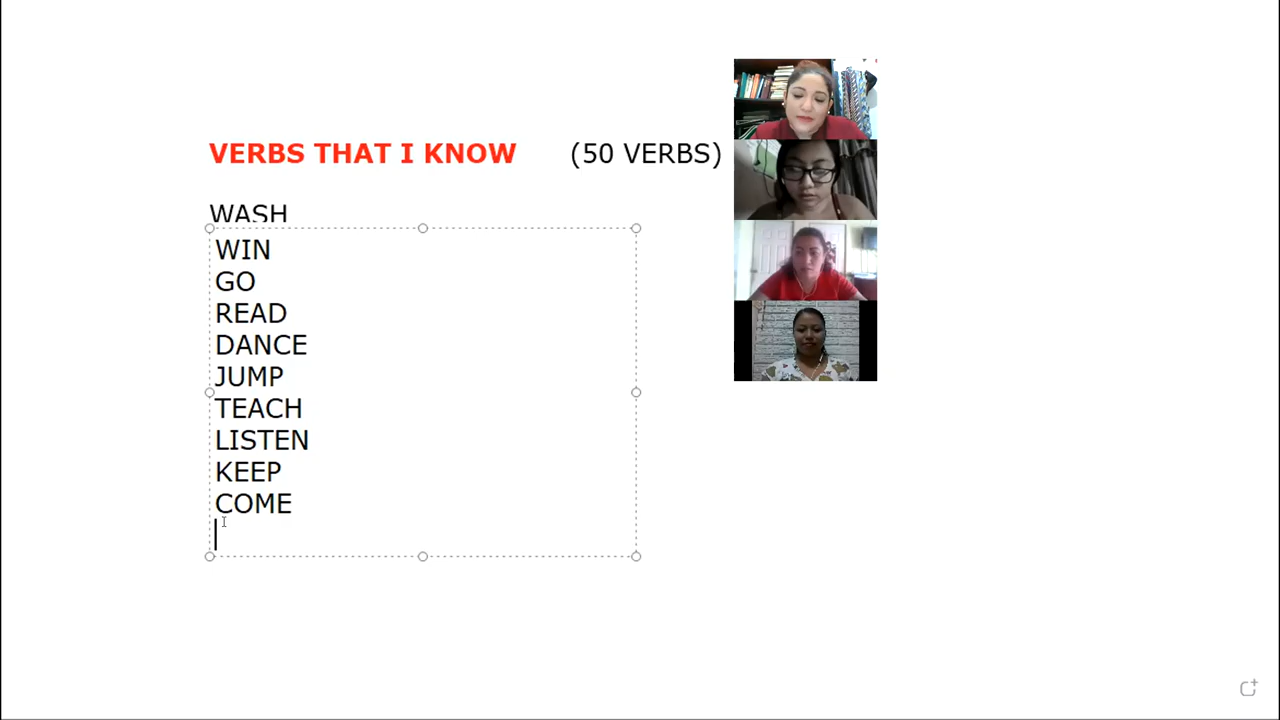 VERBS THAT I KNOW (50 VERBS)
WASH
WIN
GO
READ
DANCE
JUMP
TEACH
LISTEN
KEEP
COME